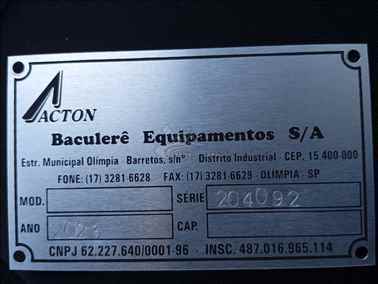 ACTON
Baculerê Equipamentos S/A
Estr. Municipal Olímpia - Barretos, s/nº Distrito Industrial CEP. 15 400-000
FONE: (17) 3281-6628 FAX: (17) 3281-6628 - OLÍMPIA - SP
MOD. SÉRIE 204092
ANO 2023 CAP.
CNPJ 62.227.640/0001-96 - INSC. 487.016.965.114